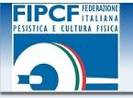 FIPCF
FEDERAZIONE
ITALIANA
PESISTICA E CULTURA FISICA